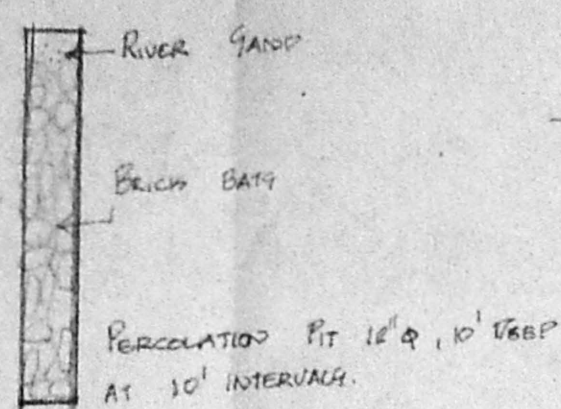 RIVER SAND
BRICK BATS
PERCOLATION PIT 12"Φ, 10' DEEP
AT 10' INTERVALS.